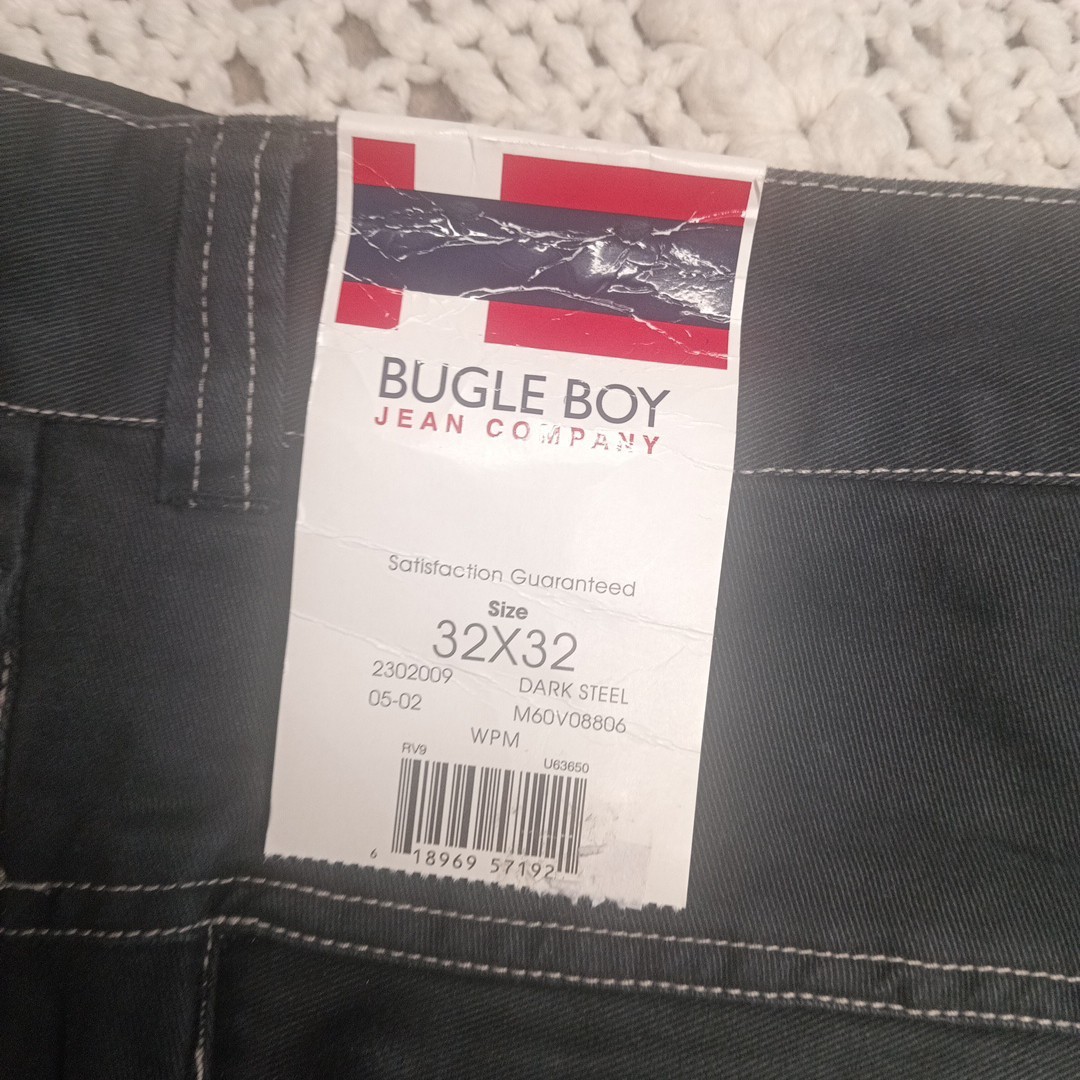 BUGLE BOY
JEAN COMPANY
Satisfaction Guaranteed
Size
32X32
2302009 DARK STEEL
05-02 M60V08806
WPM
RV9 U63650
6 18969 57192